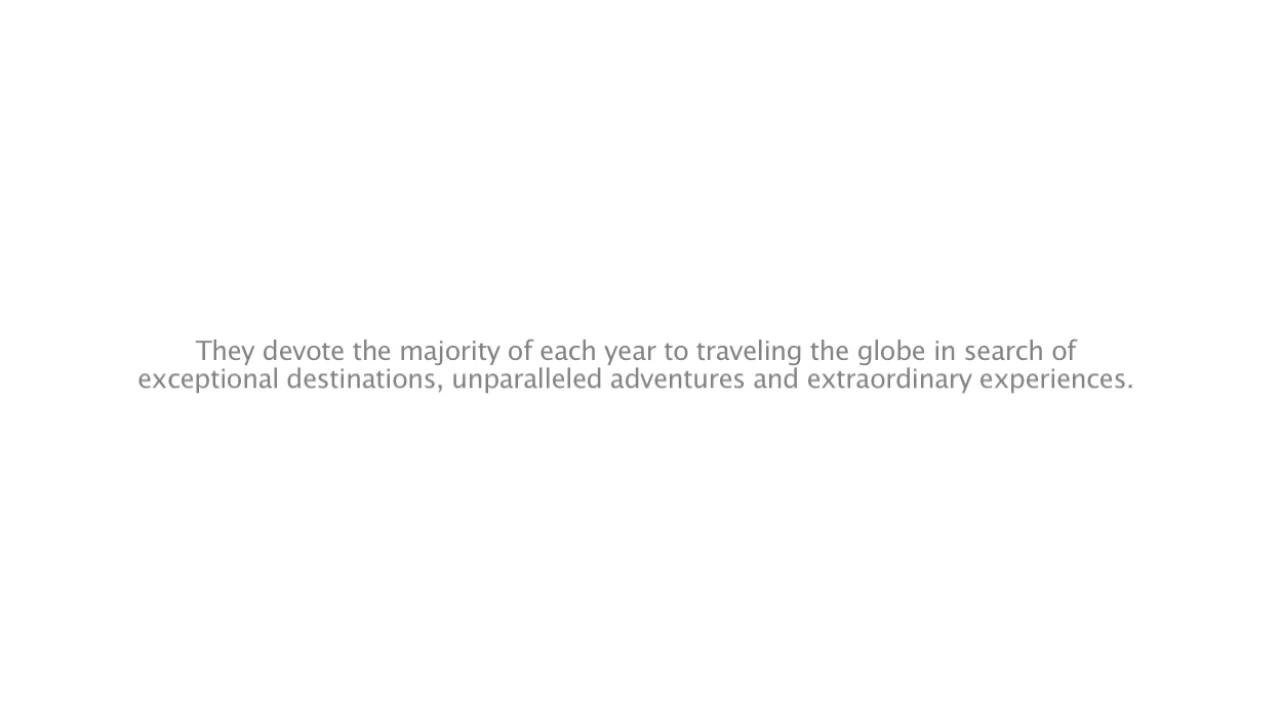 They devote the majority of each year to traveling the globe in search of
exceptional destinations, unparalleled adventures and extraordinary experiences.